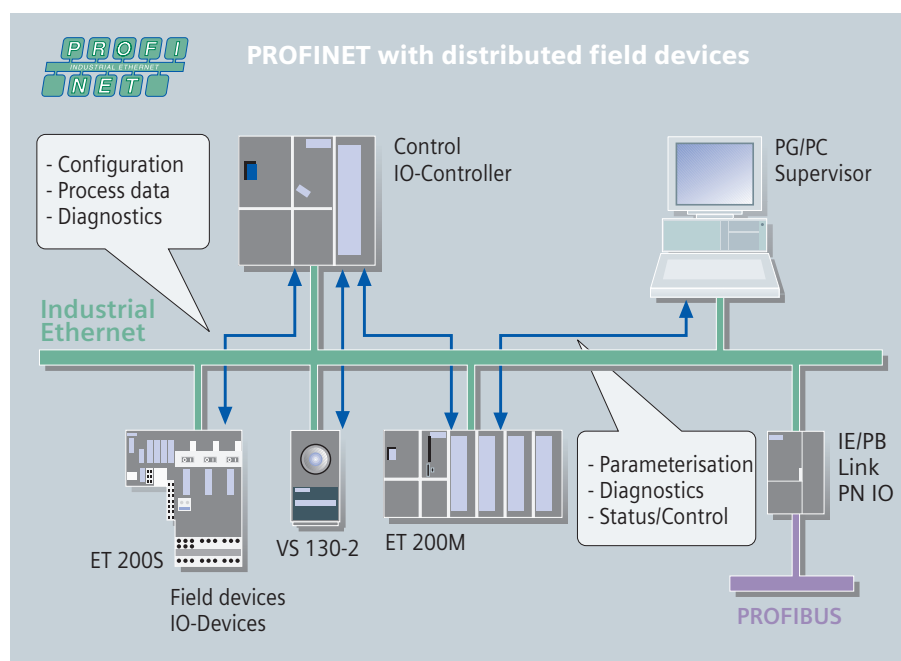 PROFI
INDUSTRIAL ETHERNET
NET
PROFINET with distributed field devices
- Configuration
- Process data
- Diagnostics
Control
IO-Controller
PG/PC
Supervisor
Industrial
Ethernet
- Parameterisation
- Diagnostics
- Status/Control
IE/PB
Link
PN IO
ET 200S
VS 130-2
ET 200M
Field devices
IO-Devices
PROFIBUS